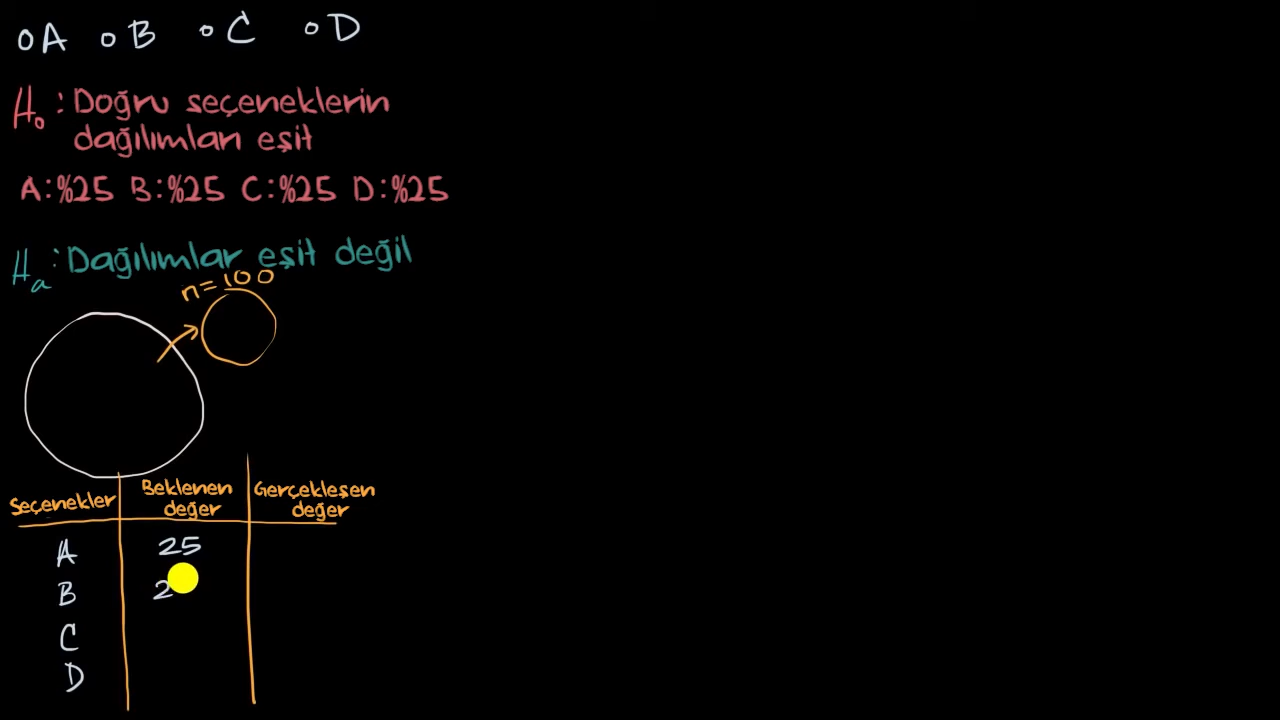 A B C D
H₀: Doğru seçeneklerin
dağılımları eşit
A:%25 B:%25 C:%25 D:%25
Hₐ: Dağılımlar eşit değil
n=100
Seçenekler Beklenen değer Gerçekleşen değer
A 25
B 2
C
D